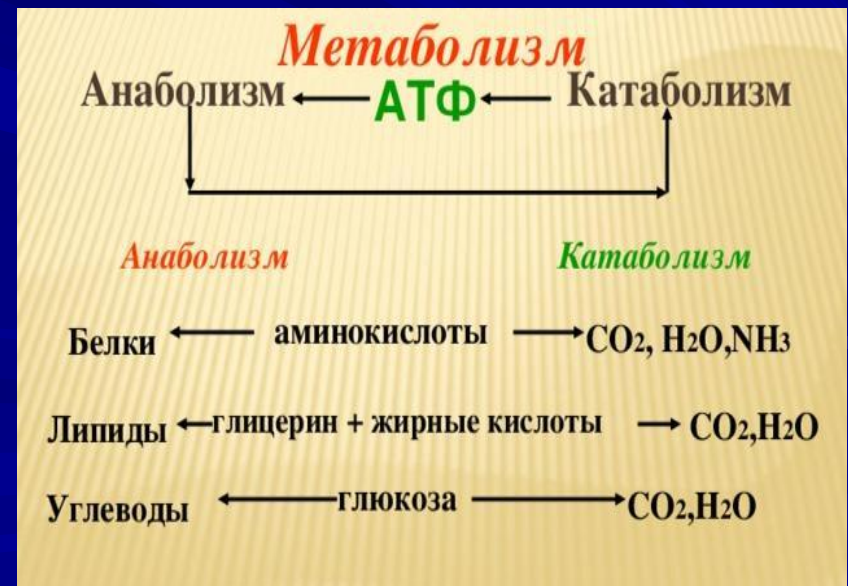 Метаболизм
Анаболизм ← АТФ ← Катаболизм
Анаболизм Катаболизм
Белки ← аминокислоты → CO2, H2O,NH3
Липиды ← глицерин + жирные кислоты → CO2,H2O
Углеводы ← глюкоза → CO2,H2O